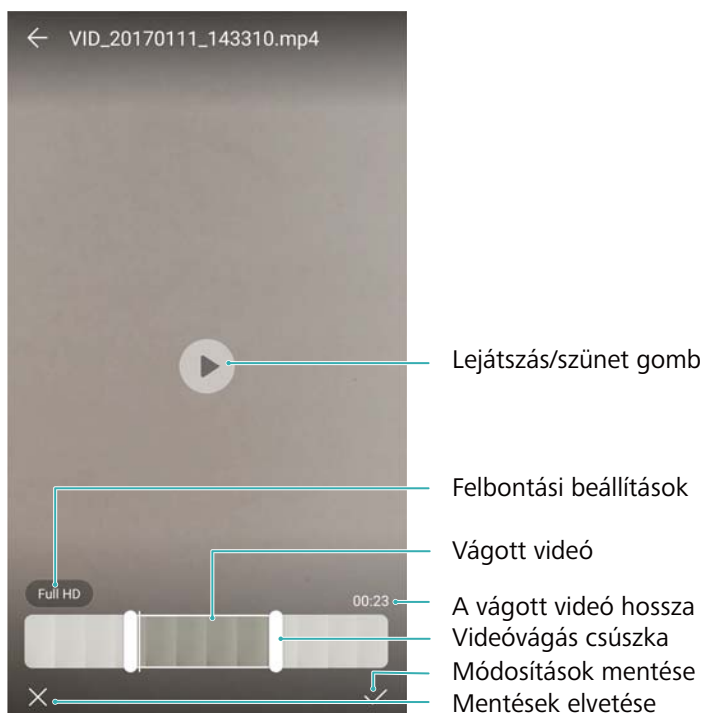 VID_20170111_143310.mp4
Lejátszás/szünet gomb
Felbontási beállítások
Vágott videó
Full HD
00:23
A vágott videó hossza
Videóvágás csúszka
Módosítások mentése
Mentések elvetése